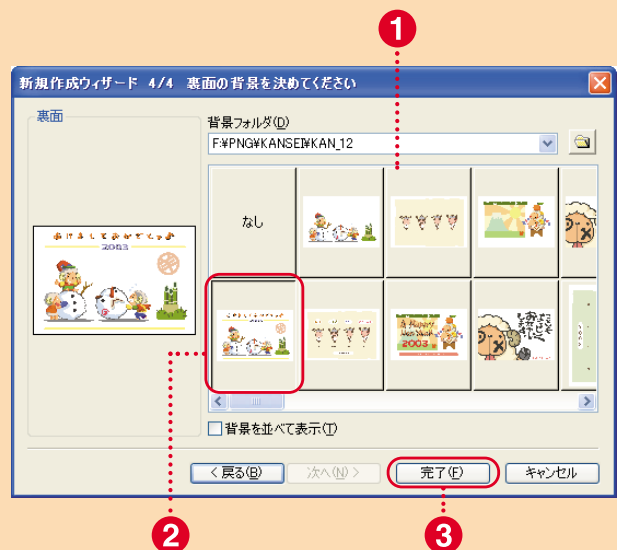 1
新規作成ウィザード 4/4 裏面の背景を決めてください
裏面
背景フォルダ(D)
F:¥PNG¥KANSEI¥KAN_12
なし
2003
A Happy
New Year
2003
背景を並べて表示(T)
< 戻る(B)
次へ(N) >
完了(F)
キャンセル
2
3